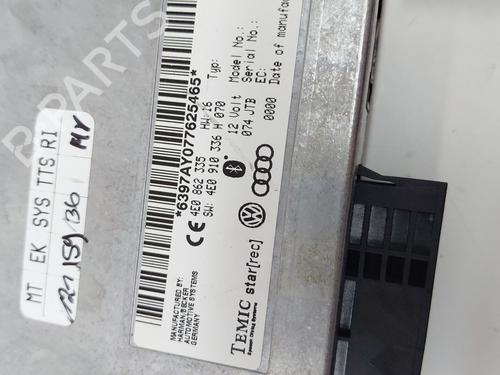 MT EK SYS TTS RI
MY
*6397AY077625465*
4E0 862 335
HW: 16
Typ:
SW: 4E0 910 336 H 070
12 Volt
Model No.:
074 JTB
Serial No.:
EC:
0000
Date of manufa
MANUFACTURED BY:
HARMAN/BECKER
AUTOMOTIVE SYSTEMS
GERMANY
TEMIC star[rec]
B-PARTS